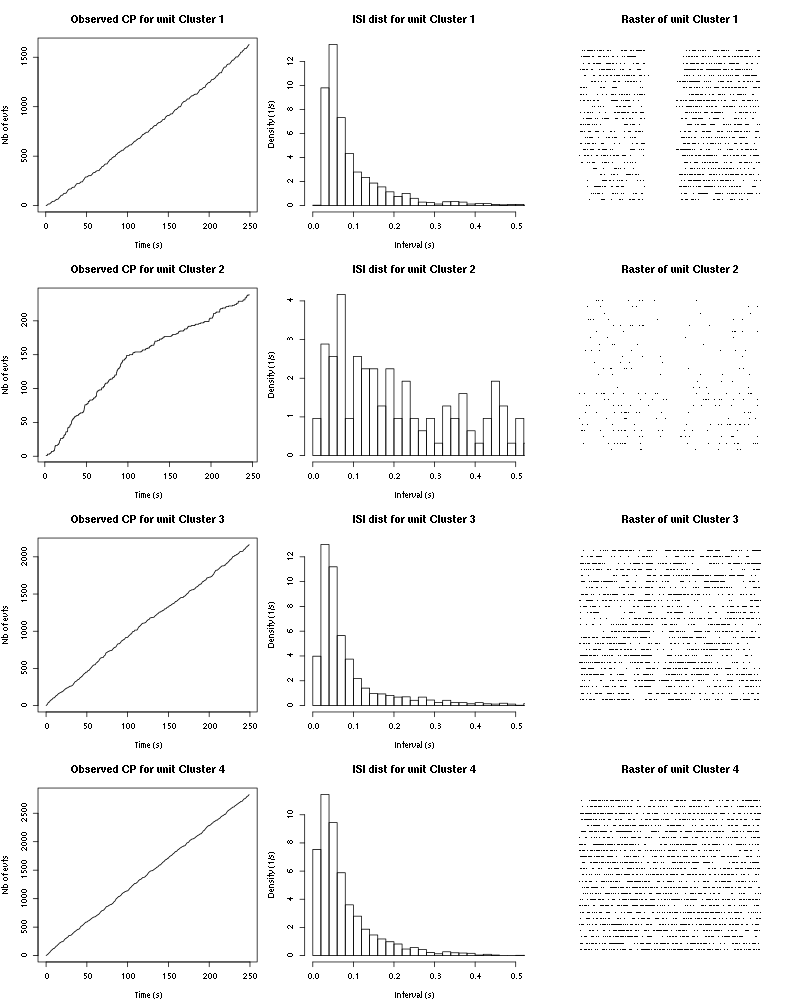 Observed CP for unit Cluster 1
ISI dist for unit Cluster 1
Raster of unit Cluster 1
Nb of evts
0 500 1000 1500
0 50 100 150 200 250
Time (s)
Density (1/s)
0 2 4 6 8 10 12
0.0 0.1 0.2 0.3 0.4 0.5
Interval (s)
Observed CP for unit Cluster 2
ISI dist for unit Cluster 2
Raster of unit Cluster 2
Nb of evts
0 50 100 150 200
0 50 100 150 200 250
Time (s)
Density (1/s)
0 1 2 3 4
0.0 0.1 0.2 0.3 0.4 0.5
Interval (s)
Observed CP for unit Cluster 3
ISI dist for unit Cluster 3
Raster of unit Cluster 3
Nb of evts
0 500 1000 1500 2000
0 50 100 150 200 250
Time (s)
Density (1/s)
0 2 4 6 8 10 12
0.0 0.1 0.2 0.3 0.4 0.5
Interval (s)
Observed CP for unit Cluster 4
ISI dist for unit Cluster 4
Raster of unit Cluster 4
Nb of evts
0 500 1000 1500 2000 2500
0 50 100 150 200 250
Time (s)
Density (1/s)
0 2 4 6 8 10
0.0 0.1 0.2 0.3 0.4 0.5
Interval (s)